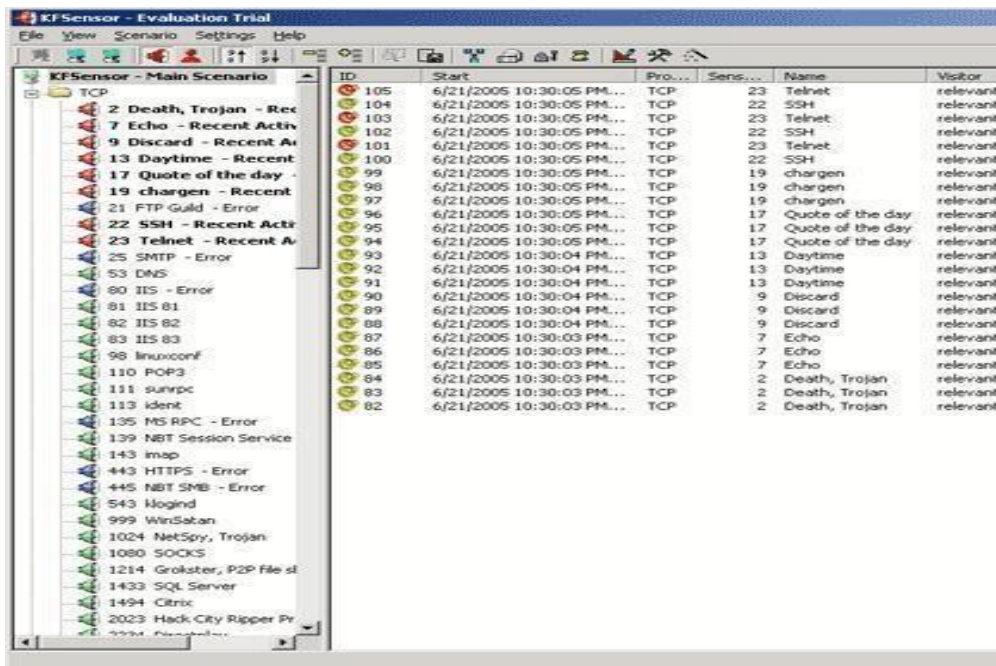 KFSensor - Evaluation Trial
File View Scenario Settings Help
KFSensor - Main Scenario
TCP
2 Death, Trojan - Rec
7 Echo - Recent Activ
9 Discard - Recent A
13 Daytime - Recent
17 Quote of the day -
19 chargen - Recent
21 FTP Guild - Error
22 SSH - Recent Acti
23 Telnet - Recent A
25 SMTP - Error
53 DNS
80 IIS - Error
81 IIS 81
82 IIS 82
83 IIS 83
98 linuxconf
110 POP3
111 sunrpc
113 ident
135 MS RPC - Error
139 NBT Session Service
143 imap
443 HTTPS - Error
445 NBT SMB - Error
543 klogind
999 WinSatan
1024 NetSpy, Trojan
1080 SOCKS
1214 Grokster, P2P file sl
1433 SQL Server
1494 Citrix
2023 Hack City Ripper Pr
ID Start Pro... Sens... Name Visitor
105 6/21/2005 10:30:05 PM... TCP 23 Telnet relevant
104 6/21/2005 10:30:05 PM... TCP 22 SSH relevant
103 6/21/2005 10:30:05 PM... TCP 23 Telnet relevant
102 6/21/2005 10:30:05 PM... TCP 22 SSH relevant
101 6/21/2005 10:30:05 PM... TCP 23 Telnet relevant
100 6/21/2005 10:30:05 PM... TCP 22 SSH relevant
99 6/21/2005 10:30:05 PM... TCP 19 chargen relevant
98 6/21/2005 10:30:05 PM... TCP 19 chargen relevant
97 6/21/2005 10:30:05 PM... TCP 19 chargen relevant
96 6/21/2005 10:30:05 PM... TCP 17 Quote of the day relevant
95 6/21/2005 10:30:05 PM... TCP 17 Quote of the day relevant
94 6/21/2005 10:30:05 PM... TCP 17 Quote of the day relevant
93 6/21/2005 10:30:04 PM... TCP 13 Daytime relevant
92 6/21/2005 10:30:04 PM... TCP 13 Daytime relevant
91 6/21/2005 10:30:04 PM... TCP 13 Daytime relevant
90 6/21/2005 10:30:04 PM... TCP 9 Discard relevant
89 6/21/2005 10:30:04 PM... TCP 9 Discard relevant
88 6/21/2005 10:30:04 PM... TCP 9 Discard relevant
87 6/21/2005 10:30:03 PM... TCP 7 Echo relevant
86 6/21/2005 10:30:03 PM... TCP 7 Echo relevant
85 6/21/2005 10:30:03 PM... TCP 7 Echo relevant
84 6/21/2005 10:30:03 PM... TCP 2 Death, Trojan relevant
83 6/21/2005 10:30:03 PM... TCP 2 Death, Trojan relevant
82 6/21/2005 10:30:03 PM... TCP 2 Death, Trojan relevant